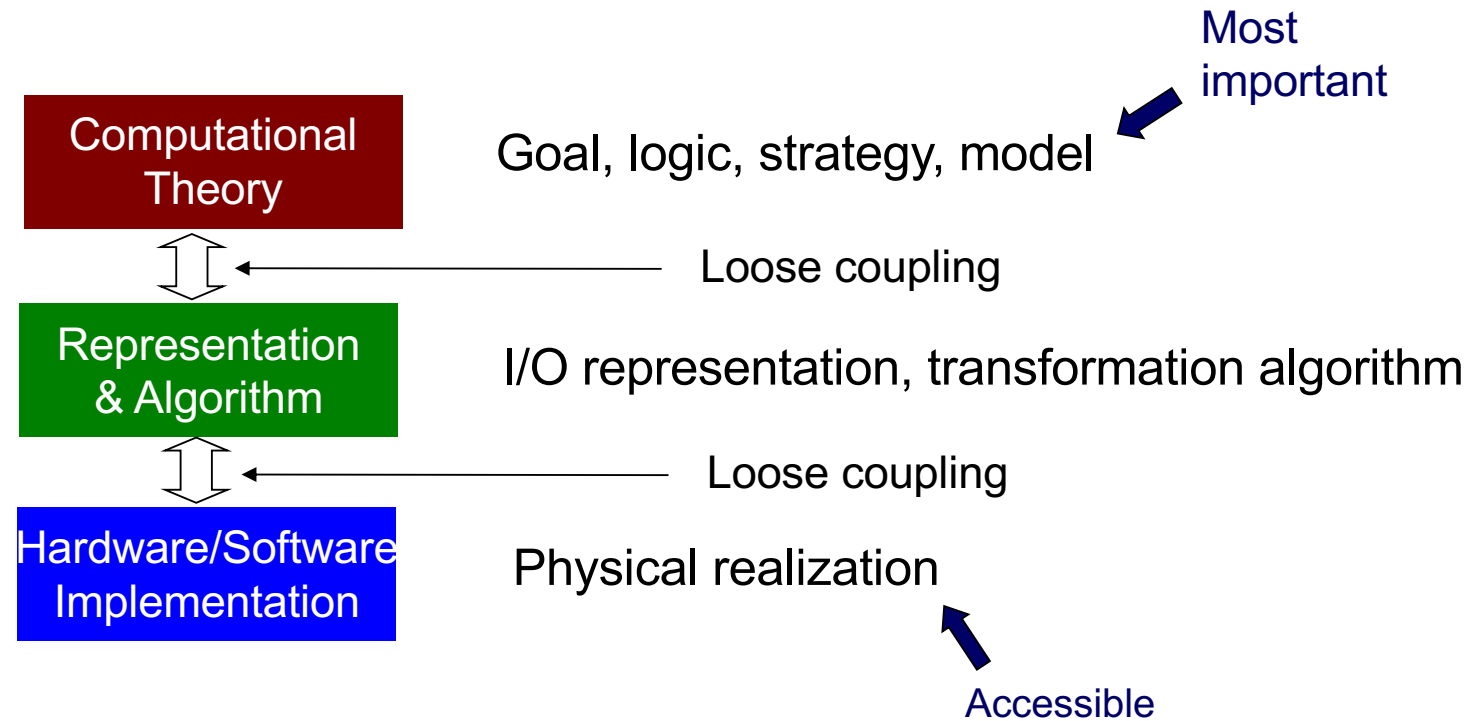 Most
important
Computational
Theory
Goal, logic, strategy, model
Loose coupling
Representation
& Algorithm
I/O representation, transformation algorithm
Loose coupling
Hardware/Software
Implementation
Physical realization
Accessible